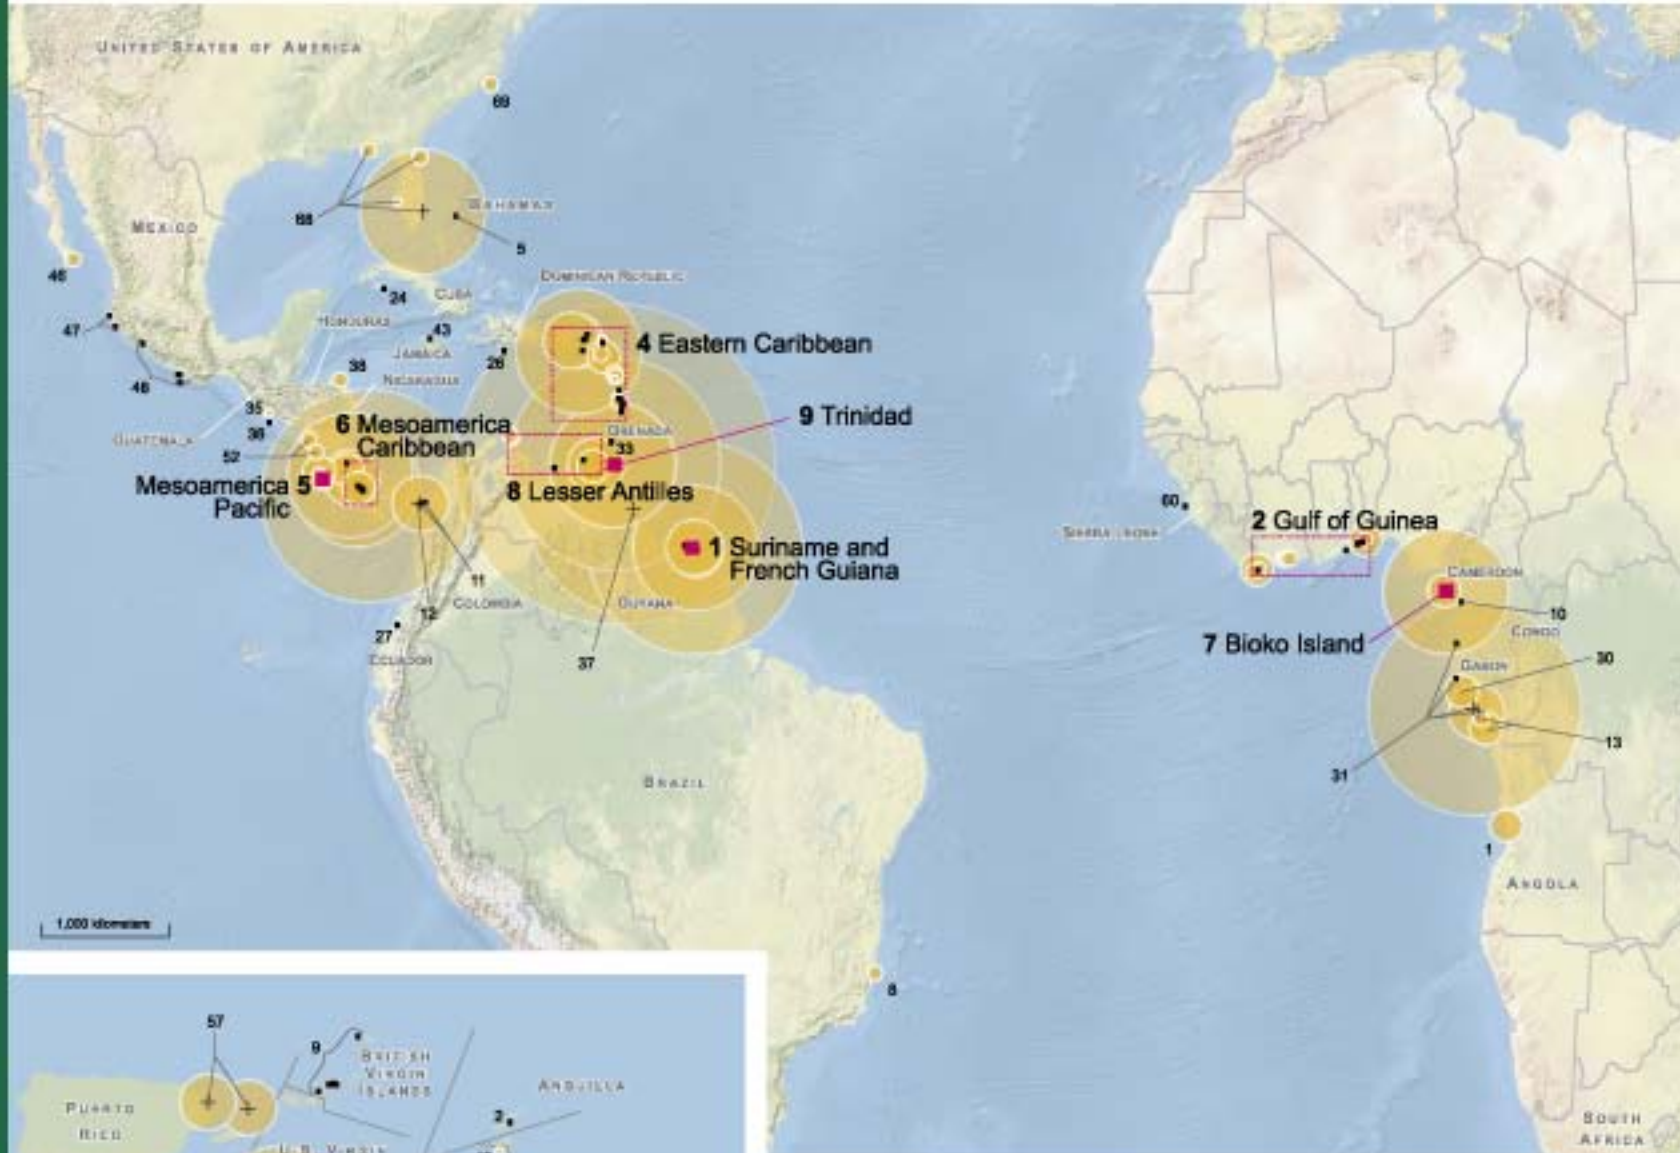 UNITED STATES OF AMERICA
69
68
BAHAMAS
5
MEXICO
46
DOMINICAN REPUBLIC
24
CUBA
HONDURAS
47
43
JAMAICA
26
4 Eastern Caribbean
48
38
NICARAGUA
35
36
GUATEMALA
6 Mesoamerica
Caribbean
GRENADA
33
9 Trinidad
52
Mesoamerica 5
Pacific
8 Lesser Antilles
1 Suriname and
French Guiana
11
12
COLOMBIA
GUYANA
27
ECUADOR
37
60
SIERRA LEONE
2 Gulf of Guinea
CAMEROON
10
CONGO
7 Bioko Island
GABON
30
13
31
BRAZIL
1
ANGOLA
1,000 kilometers
8
57
9
BRITISH
VIRGIN
ISLANDS
ANGUILLA
PUERTO
RICO
2
U.S. VIRGIN
SOUTH
AFRICA